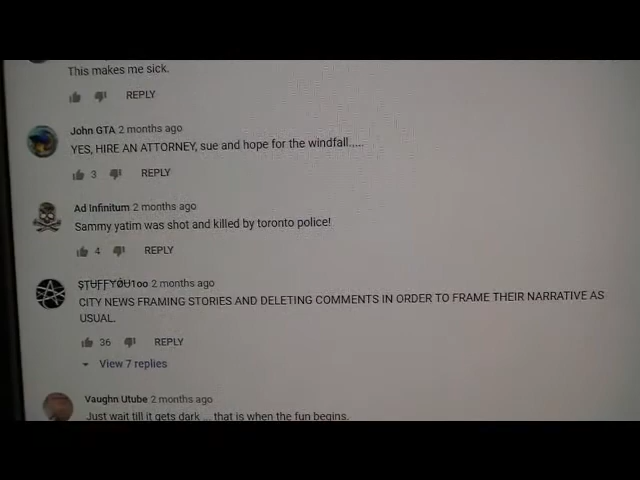 This makes me sick.
REPLY
John GTA 2 months ago
YES, HIRE AN ATTORNEY, sue and hope for the windfall.,...
3 REPLY
Ad Infinitum 2 months ago
Sammy yatim was shot and killed by toronto police!
4 REPLY
2 months ago
CITY NEWS FRAMING STORIES AND DELETING COMMENTS IN ORDER TO FRAME THEIR NARRATIVE AS
USUAL.
36 REPLY
View 7 replies
Vaughn Utube 2 months ago
Just wait till it gets dark ... that is when the fun begins.